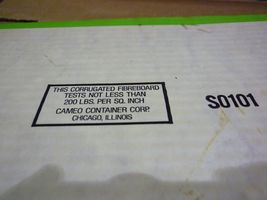 THIS CORRUGATED FIBREBOARD
TESTS NOT LESS THAN
200 LBS. PER SQ. INCH
CAMEO CONTAINER CORP.
CHICAGO, ILLINOIS
S0101